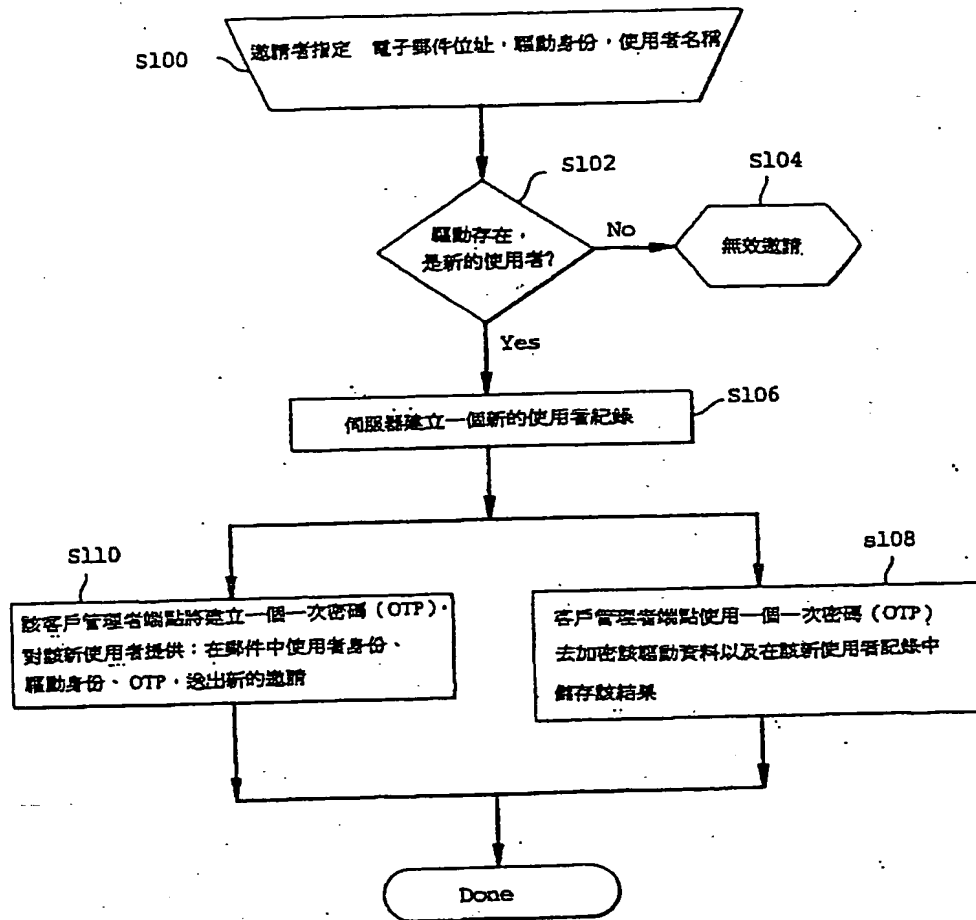 S100
邀請者指定 電子郵件位址，驅動身份，使用者名稱
S102
驅動存在，
是新的使用者?
No
S104
無效邀請
Yes
S106
伺服器建立一個新的使用者紀錄
S110
該客戶管理者端點將建立一個一次密碼（OTP）.
對該新使用者提供：在郵件中使用者身份、
驅動身份、OTP，送出新的邀請
s108
客戶管理者端點使用一個一次密碼（OTP）
去加密該驅動資料以及在該新使用者記錄中
儲存該結果
Done